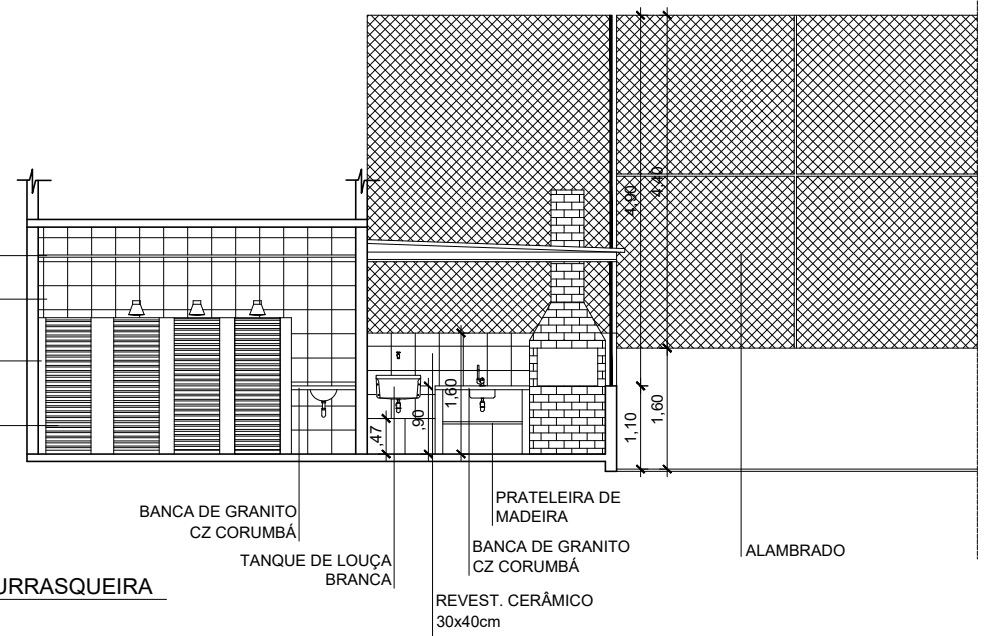 4,90
4,40
1,60
,90
,47
1,10
1,60
BANCA DE GRANITO
CZ CORUMBÁ
TANQUE DE LOUÇA
BRANCA
PRATELEIRA DE
MADEIRA
BANCA DE GRANITO
CZ CORUMBÁ
REVEST. CERÂMICO
30x40cm
ALAMBRADO
URRASQUEIRA